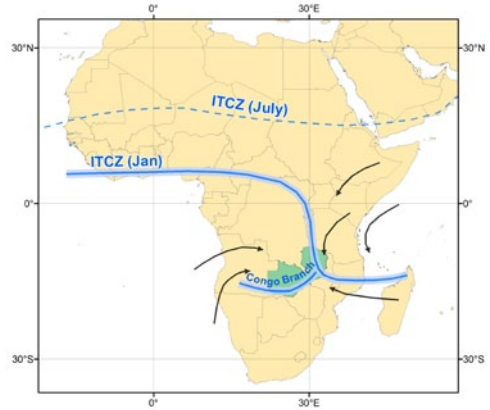 0° 30°E
30°N 30°N
ITCZ (July)
ITCZ (Jan)
0° 0°
Congo Branch
30°S 30°S
0° 30°E